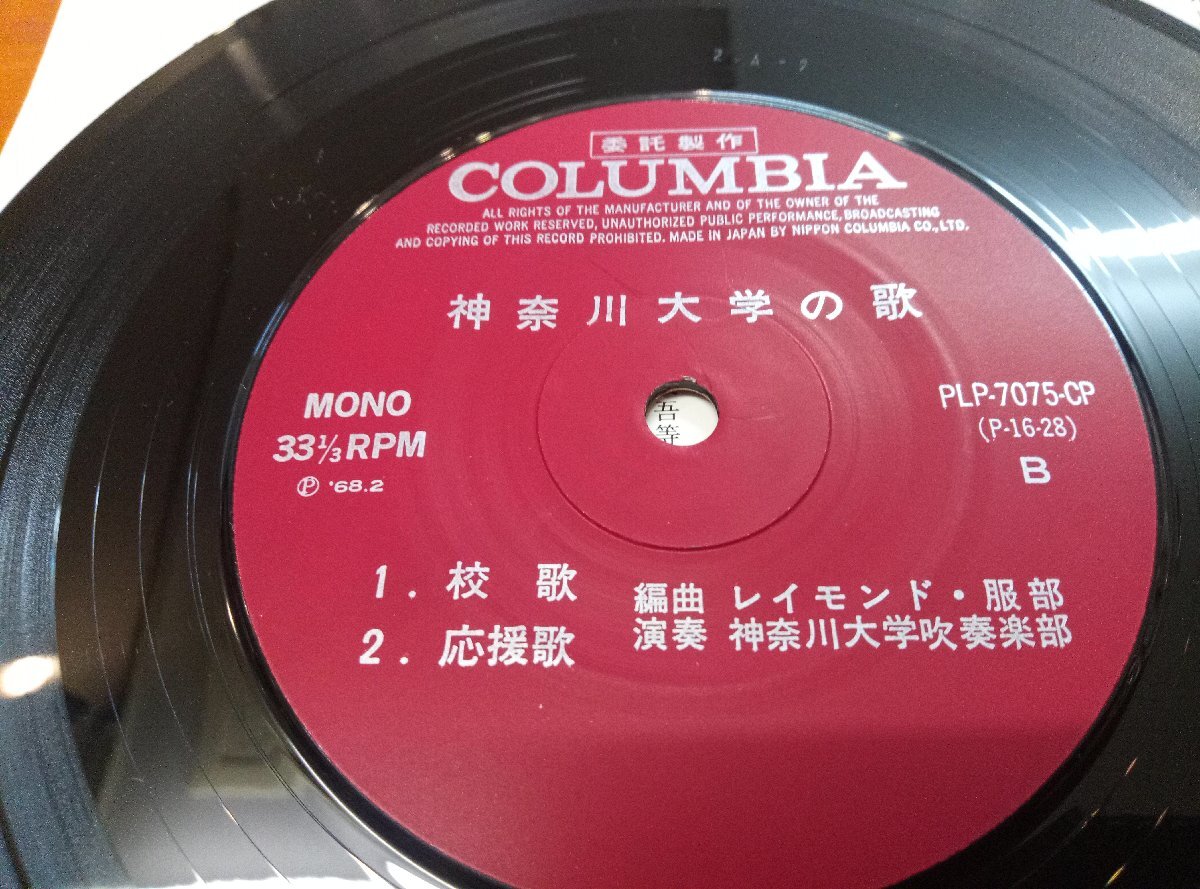 委託製作
COLUMBIA
ALL RIGHTS OF THE MANUFACTURER AND OF THE OWNER OF THE
RECORDED WORK RESERVED, UNAUTHORIZED PUBLIC PERFORMANCE, BROADCASTING
AND COPYING OF THIS RECORD PROHIBITED. MADE IN JAPAN BY NIPPON COLUMBIA CO., LTD.
神奈川大学の歌
MONO
33 1/3 RPM
Ⓟ '68.2
吾
等
PLP-7075-CP
(P-16-28)
B
1. 校歌
2. 応援歌
編曲 レイモンド・服部
演奏 神奈川大学吹奏楽部